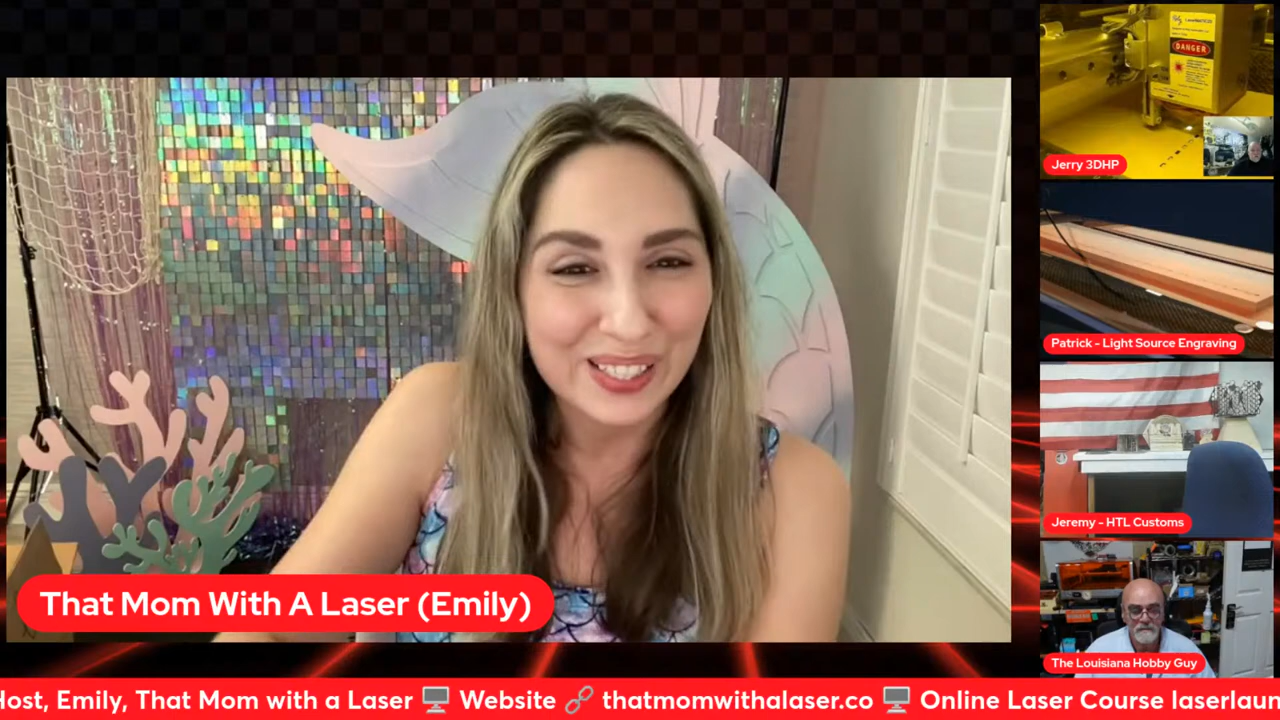 DANGER
Jerry 3DHP
Patrick - Light Source Engraving
Jeremy - HTL Customs
The Louisiana Hobby Guy
That Mom With A Laser (Emily)
Host, Emily, That Mom with a Laser 🖥️ Website 🔗 thatmomwithalaser.co 🖥️ Online Laser Course laserlaun